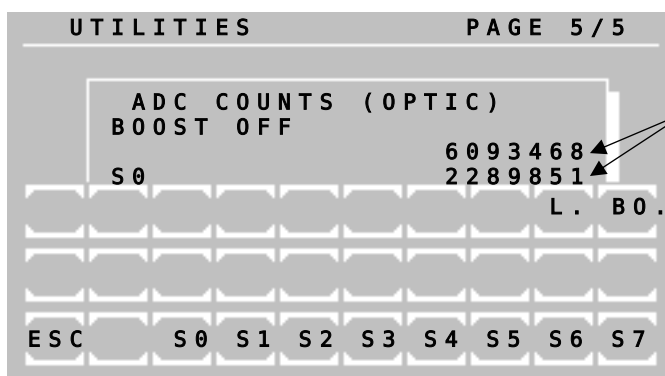 UTILITIES PAGE 5/5
ADC COUNTS (OPTIC)
BOOST OFF
6093468
S0 2289851
L. BO.
ESC S0 S1 S2 S3 S4 S5 S6 S7